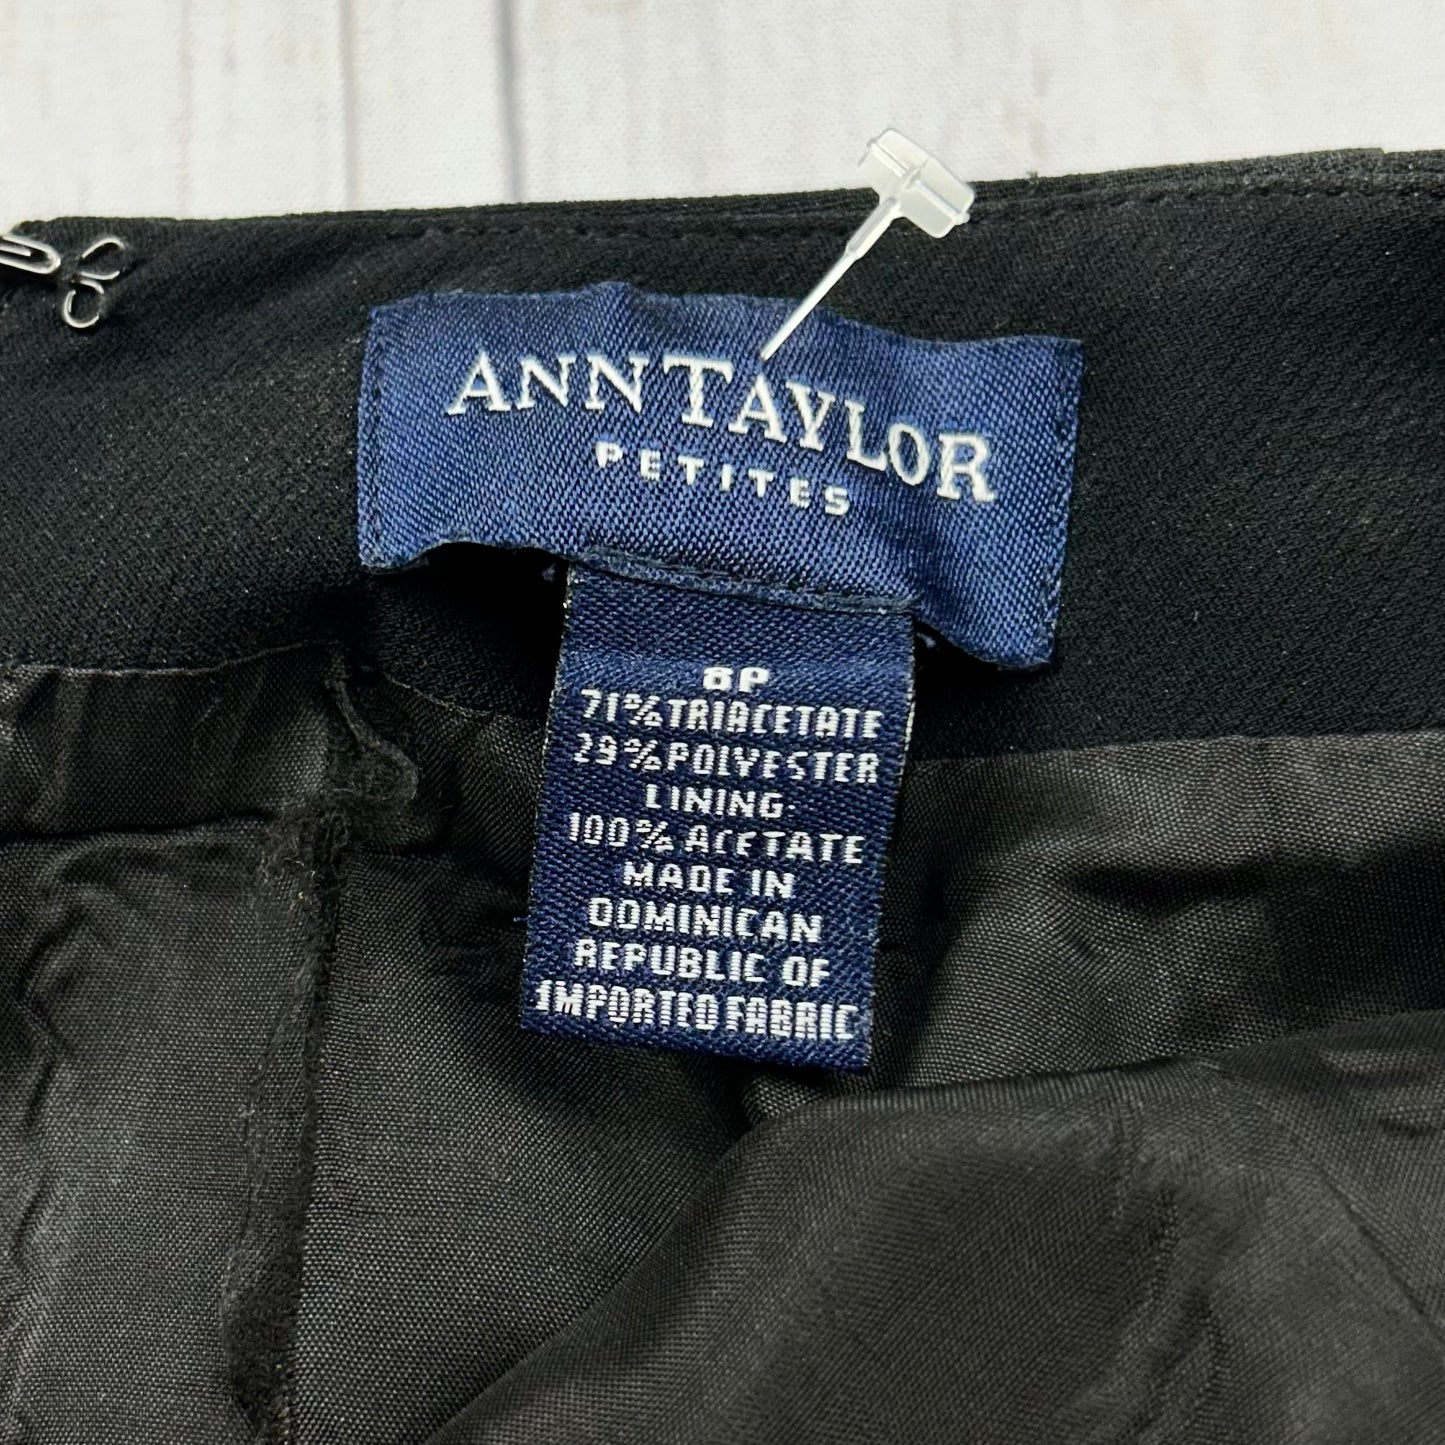 ANN TAYLOR
PETITES
8P
71% TRIACETATE
29% POLYESTER
LINING-
100% ACETATE
MADE IN
DOMINICAN
REPUBLIC OF
IMPORTED FABRIC